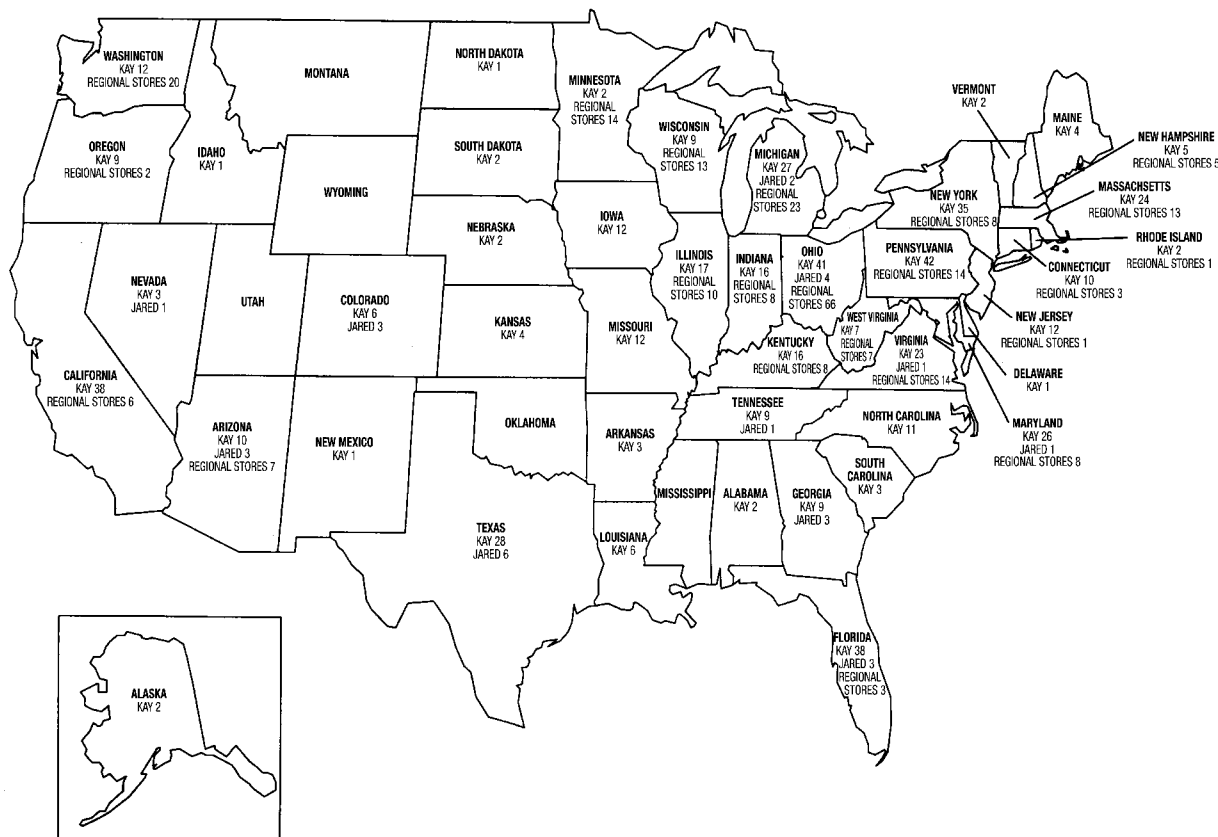 WASHINGTON
KAY 12
REGIONAL STORES 20
MONTANA
NORTH DAKOTA
KAY 1
MINNESOTA
KAY 2
REGIONAL
STORES 14
VERMONT
KAY 2
MAINE
KAY 4
NEW HAMPSHIRE
KAY 5
REGIONAL STORES 5
OREGON
KAY 9
REGIONAL STORES 2
IDAHO
KAY 1
SOUTH DAKOTA
KAY 2
WISCONSIN
KAY 9
REGIONAL
STORES 13
MICHIGAN
KAY 27
JARED 2
REGIONAL
STORES 23
NEW YORK
KAY 35
REGIONAL STORES 8
MASSACHSETTS
KAY 24
REGIONAL STORES 13
WYOMING
NEBRASKA
KAY 2
IOWA
KAY 12
RHODE ISLAND
KAY 2
REGIONAL STORES 1
CONNECTICUT
KAY 10
REGIONAL STORES 3
NEVADA
KAY 3
JARED 1
UTAH
COLORADO
KAY 6
JARED 3
KANSAS
KAY 4
MISSOURI
KAY 12
ILLINOIS
KAY 17
REGIONAL
STORES 10
INDIANA
KAY 16
REGIONAL
STORES 8
OHIO
KAY 41
JARED 4
REGIONAL
STORES 66
PENNSYLVANIA
KAY 42
REGIONAL STORES 14
NEW JERSEY
KAY 12
REGIONAL STORES 1
WEST VIRGINIA
KAY 7
REGIONAL
STORES 7
KENTUCKY
KAY 16
REGIONAL STORES 8
VIRGINIA
KAY 23
JARED 1
REGIONAL STORES 14
DELAWARE
KAY 1
CALIFORNIA
KAY 38
REGIONAL STORES 6
ARIZONA
KAY 10
JARED 3
REGIONAL STORES 7
NEW MEXICO
KAY 1
OKLAHOMA
ARKANSAS
KAY 3
TENNESSEE
KAY 9
JARED 1
NORTH CAROLINA
KAY 11
MARYLAND
KAY 26
JARED 1
REGIONAL STORES 8
SOUTH
CAROLINA
KAY 3
MISSISSIPPI
ALABAMA
KAY 2
GEORGIA
KAY 9
JARED 3
TEXAS
KAY 28
JARED 6
LOUISIANA
KAY 6
FLORIDA
KAY 38
JARED 3
REGIONAL
STORES 3
ALASKA
KAY 2